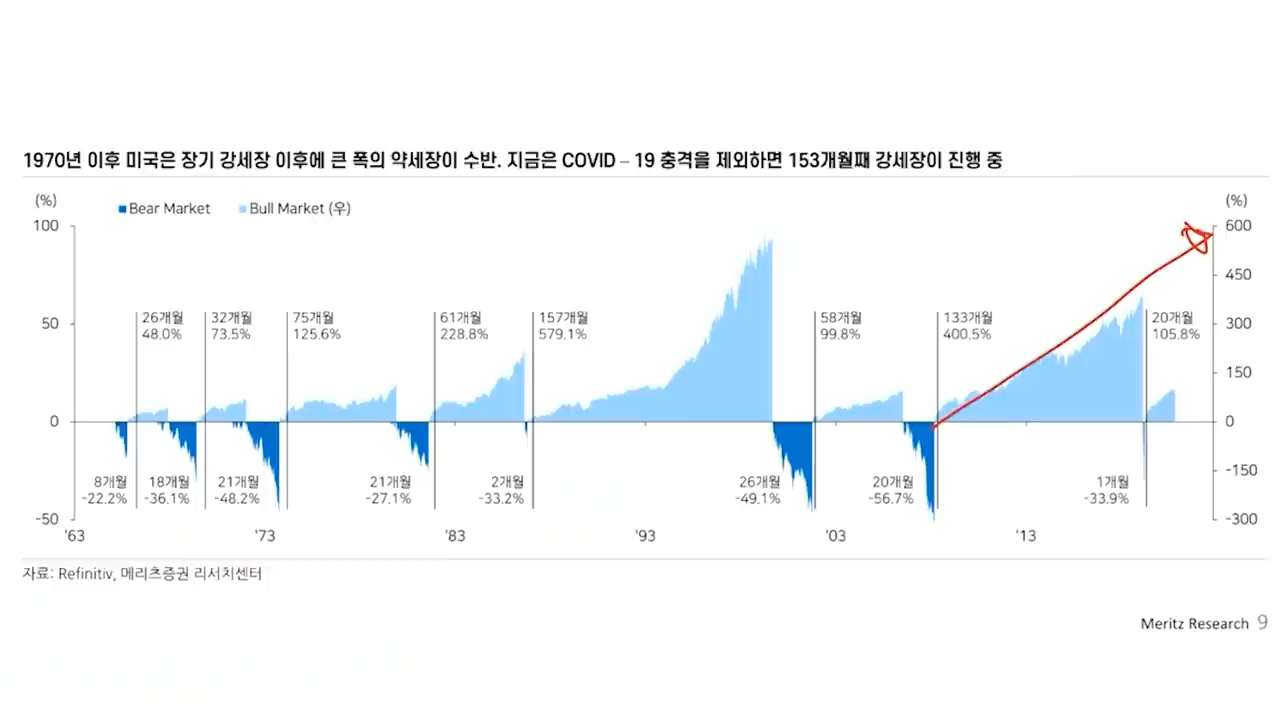 1970년 이후 미국은 장기 강세장 이후에 큰 폭의 약세장이 수반. 지금은 COVID – 19 충격을 제외하면 153개월째 강세장이 진행 중
(%)
(%)
Bear Market
Bull Market (우)
100
50
0
-50
600
450
300
150
0
-150
-300
26개월
48.0%
32개월
73.5%
75개월
125.6%
61개월
228.8%
157개월
579.1%
58개월
99.8%
133개월
400.5%
20개월
105.8%
8개월
-22.2%
18개월
-36.1%
21개월
-48.2%
21개월
-27.1%
2개월
-33.2%
26개월
-49.1%
20개월
-56.7%
1개월
-33.9%
'63
'73
'83
'93
'03
'13
자료: Refinitiv, 메리츠증권 리서치센터
Meritz Research 9